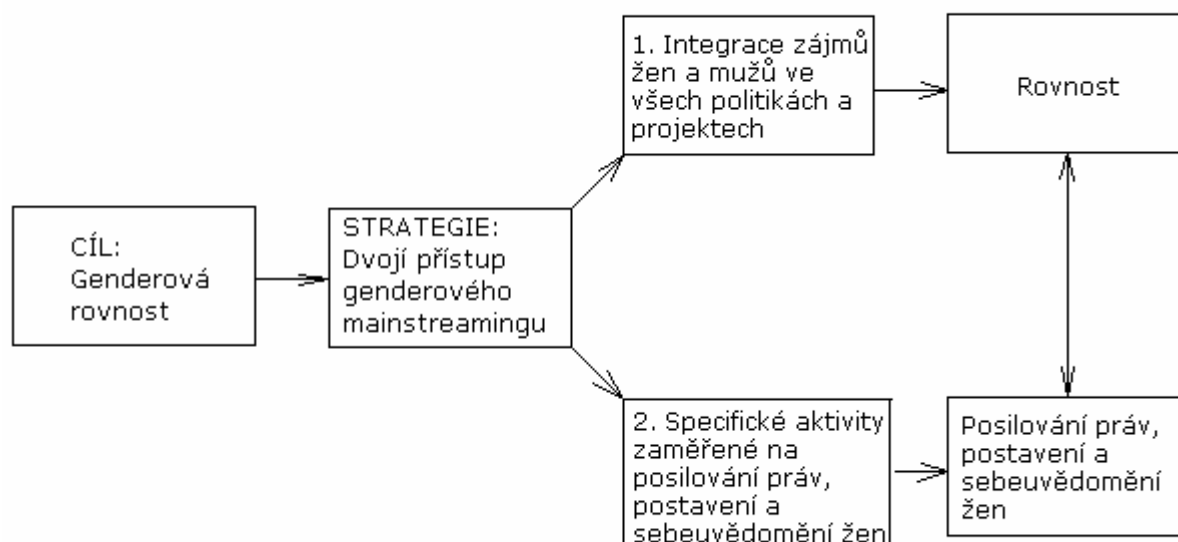 CÍL:
Genderová
rovnost
STRATEGIE:
Dvojí přístup
genderového
mainstreamingu
1. Integrace zájmů
žen a mužů ve
všech politikách a
projektech
Rovnost
2. Specifické aktivity
zaměřené na
posilování práv,
postavení a
sebeuvědomění žen
Posilování práv,
postavení a
sebeuvědomění
žen